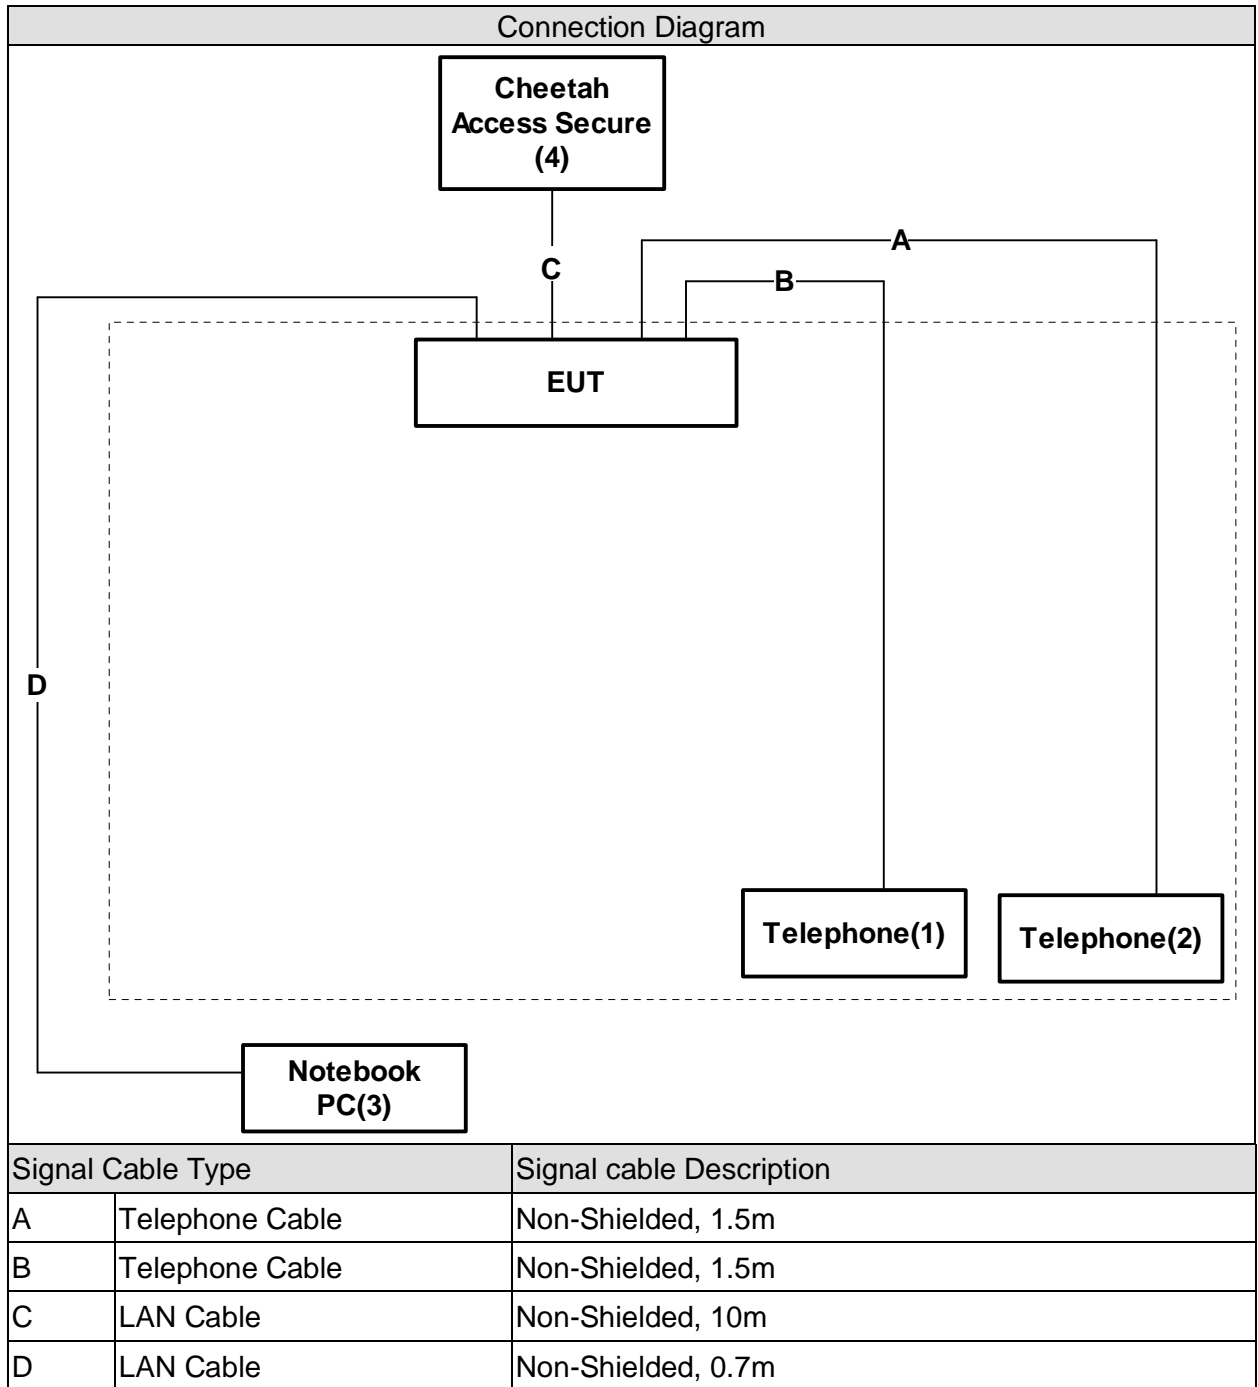 Connection Diagram
Cheetah
Access Secure
(4)
A
C
B
EUT
D
Telephone(1)
Telephone(2)
Notebook
PC(3)
Signal Cable Type Signal cable Description
A Telephone Cable Non-Shielded, 1.5m
B Telephone Cable Non-Shielded, 1.5m
C LAN Cable Non-Shielded, 10m
D LAN Cable Non-Shielded, 0.7m